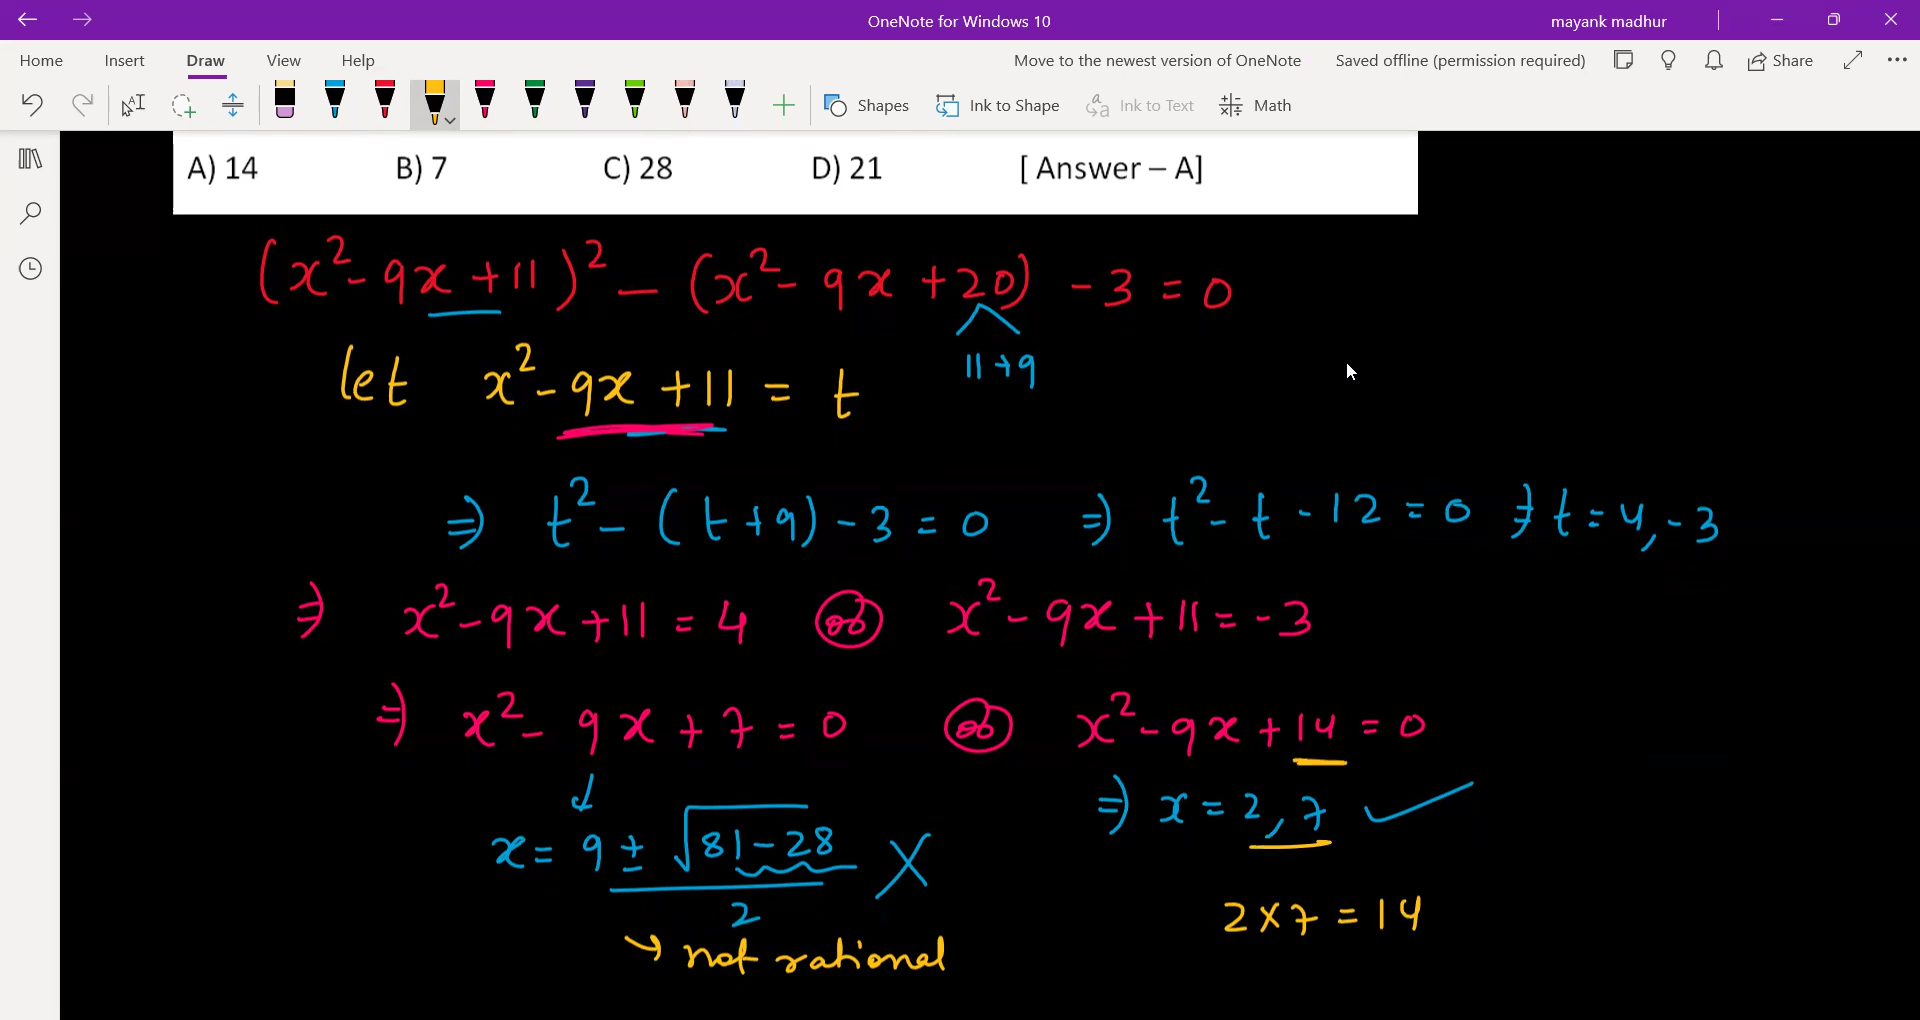 OneNote for Windows 10
mayank madhur
Home Insert Draw View Help
Move to the newest version of OneNote Saved offline (permission required) Share
Shapes Ink to Shape Ink to Text Math
A) 14 B) 7 C) 28 D) 21 [ Answer – A]
(x² - 9x + 11)² - (x² - 9x + 20) - 3 = 0
11 + 9
let x² - 9x + 11 = t
⇒ t² - (t + 9) - 3 = 0 ⇒ t² - t - 12 = 0 ⇒ t = 4, -3
⇒ x² - 9x + 11 = 4 or x² - 9x + 11 = -3
⇒ x² - 9x + 7 = 0 or x² - 9x + 14 = 0
↓
⇒ x = 2, 7 ✓
x = 9 ± √81 - 28 X
2
→ not rational
2 x 7 = 14